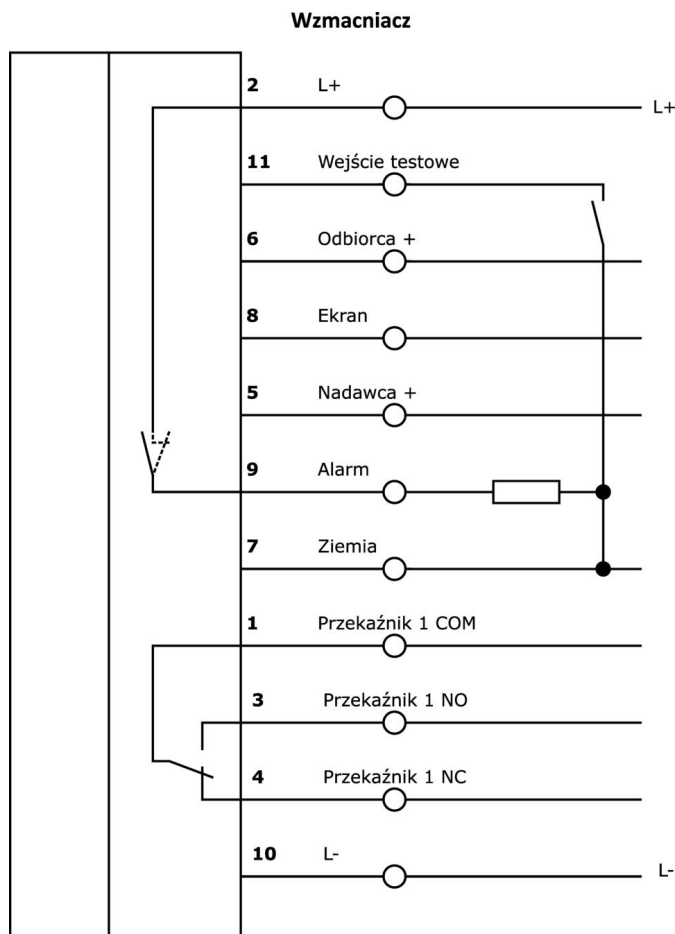 Wzmacniacz
2 L+
L+
11 Wejście testowe
6 Odbiorca +
8 Ekran
5 Nadawca +
9 Alarm
7 Ziemia
1 Przekaźnik 1 COM
3 Przekaźnik 1 NO
4 Przekaźnik 1 NC
10 L-
L-